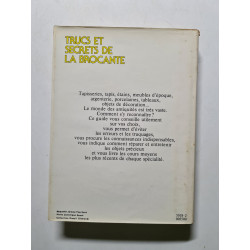 TRUCS ET
SECRETS DE
LA BROCANTE
Tapisseries, tapis, étains, meubles d'époque,
argenterie, porcelaines, tableaux,
objets de décoration...
Le monde des antiquités est très vaste.
Comment s'y reconnaître?
Ce guide vous conseille utilement
sur vos choix,
vous permet d'éviter
les erreurs et les truquages,
vous procure les connaissances indispensables,
vous indique comment réparer et entretenir
les objets précieux
et vous livre les cours moyens
les plus récents de chaque spécialité.